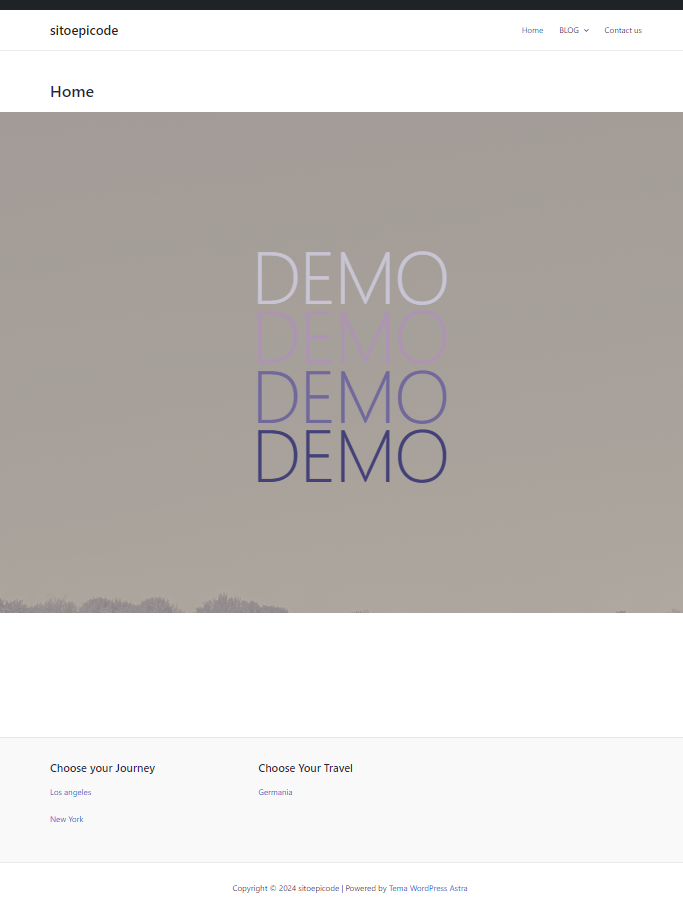 sitoepicode
Home
BLOG
Contact us
Home
DEMO
DEMO
DEMO
DEMO
Choose your Journey
Los angeles
New York
Choose Your Travel
Germania
Copyright © 2024 sitoepicode | Powered by Tema WordPress Astra